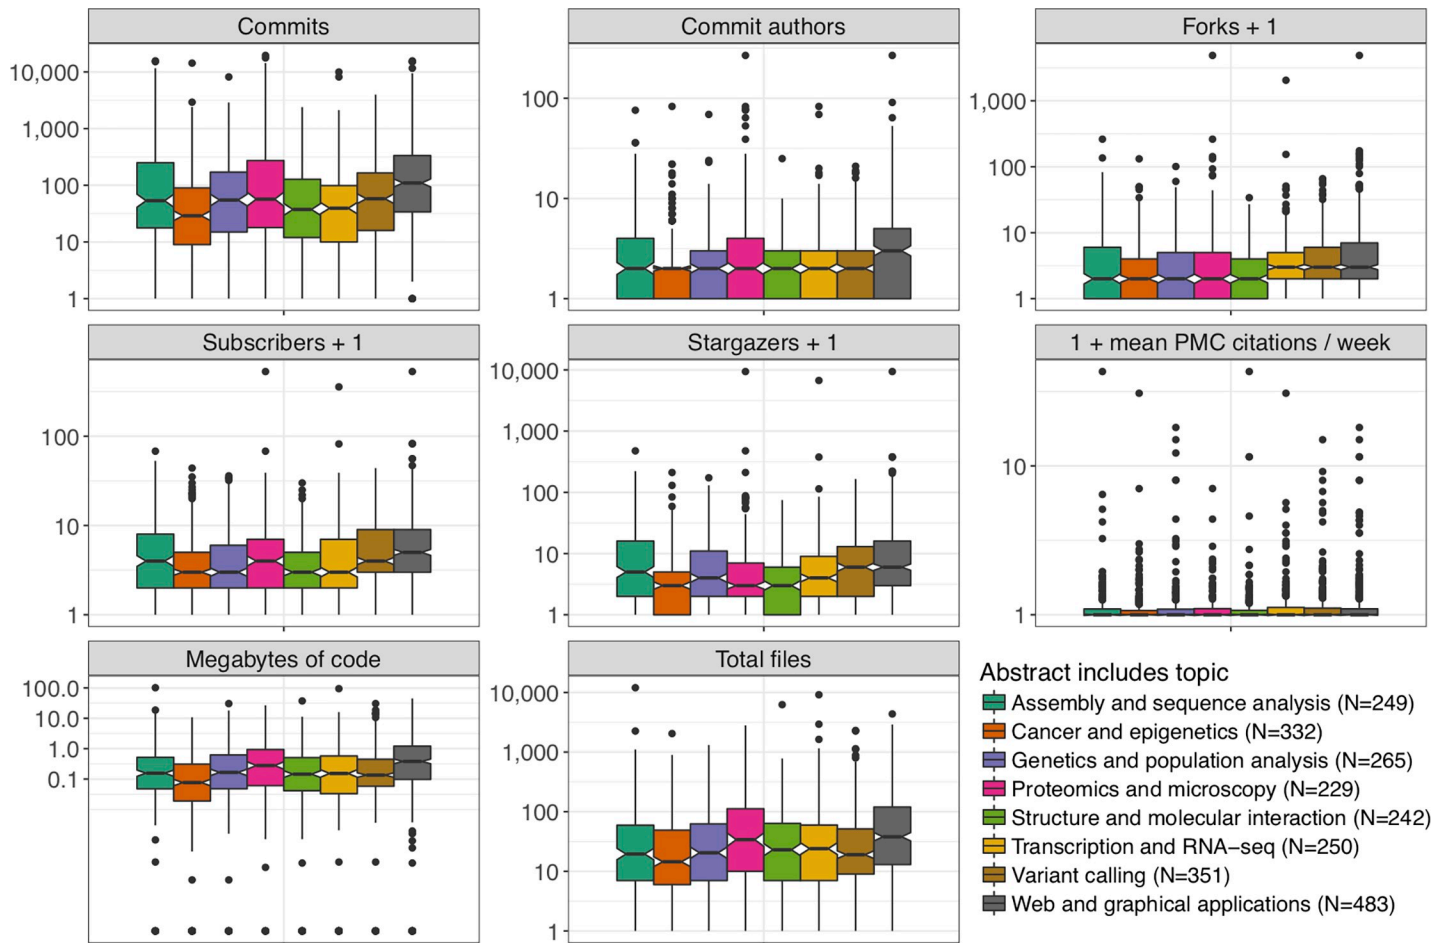 Commits
10,000
1,000
100
10
1
Commit authors
100
10
1
Forks + 1
1,000
100
10
1
Subscribers + 1
100
10
1
Stargazers + 1
10,000
1,000
100
10
1
1 + mean PMC citations / week
10
1
Megabytes of code
100.0
10.0
1.0
0.1
Total files
10,000
1,000
100
10
1
Abstract includes topic
Assembly and sequence analysis (N=249)
Cancer and epigenetics (N=332)
Genetics and population analysis (N=265)
Proteomics and microscopy (N=229)
Structure and molecular interaction (N=242)
Transcription and RNA−seq (N=250)
Variant calling (N=351)
Web and graphical applications (N=483)